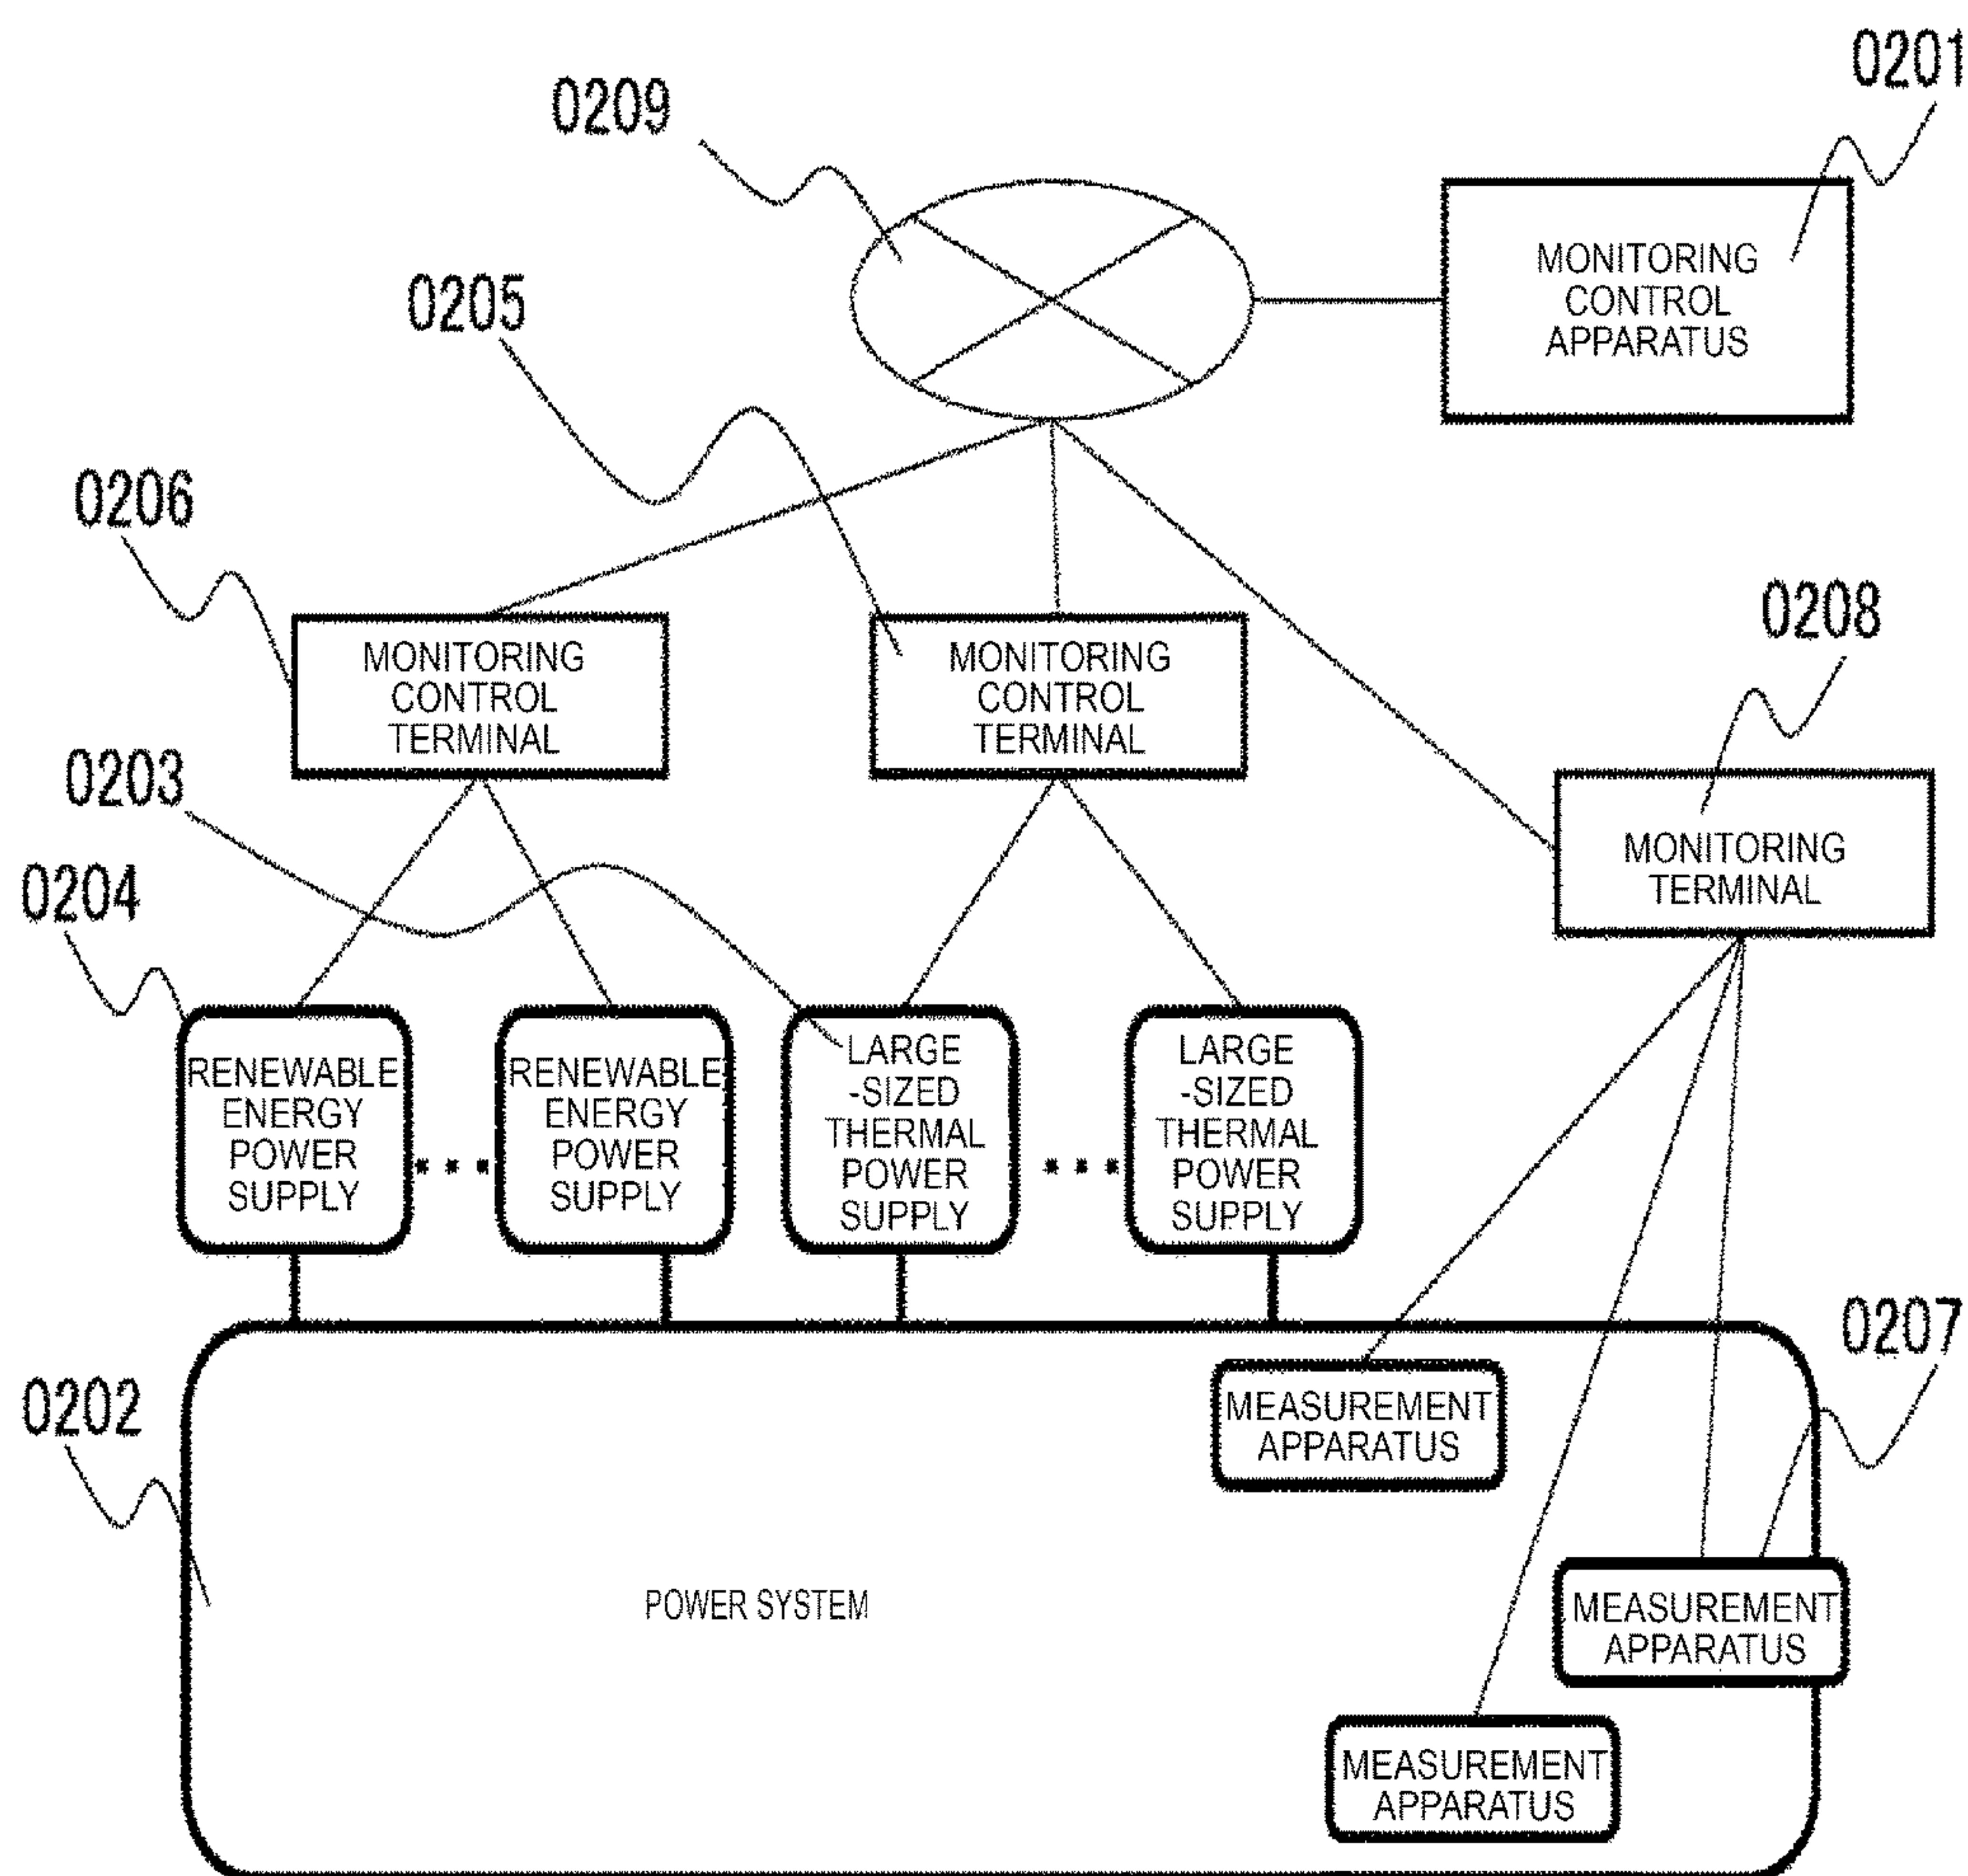 0201
0209
MONITORING
CONTROL
APPARATUS
0205
0206
0208
MONITORING
CONTROL
TERMINAL
MONITORING
CONTROL
TERMINAL
0203
MONITORING
TERMINAL
0204
RENEWABLE
ENERGY
POWER
SUPPLY
RENEWABLE
ENERGY
POWER
SUPPLY
LARGE
-SIZED
THERMAL
POWER
SUPPLY
LARGE
-SIZED
THERMAL
POWER
SUPPLY
0207
0202
MEASUREMENT
APPARATUS
POWER SYSTEM
MEASUREMENT
APPARATUS
MEASUREMENT
APPARATUS